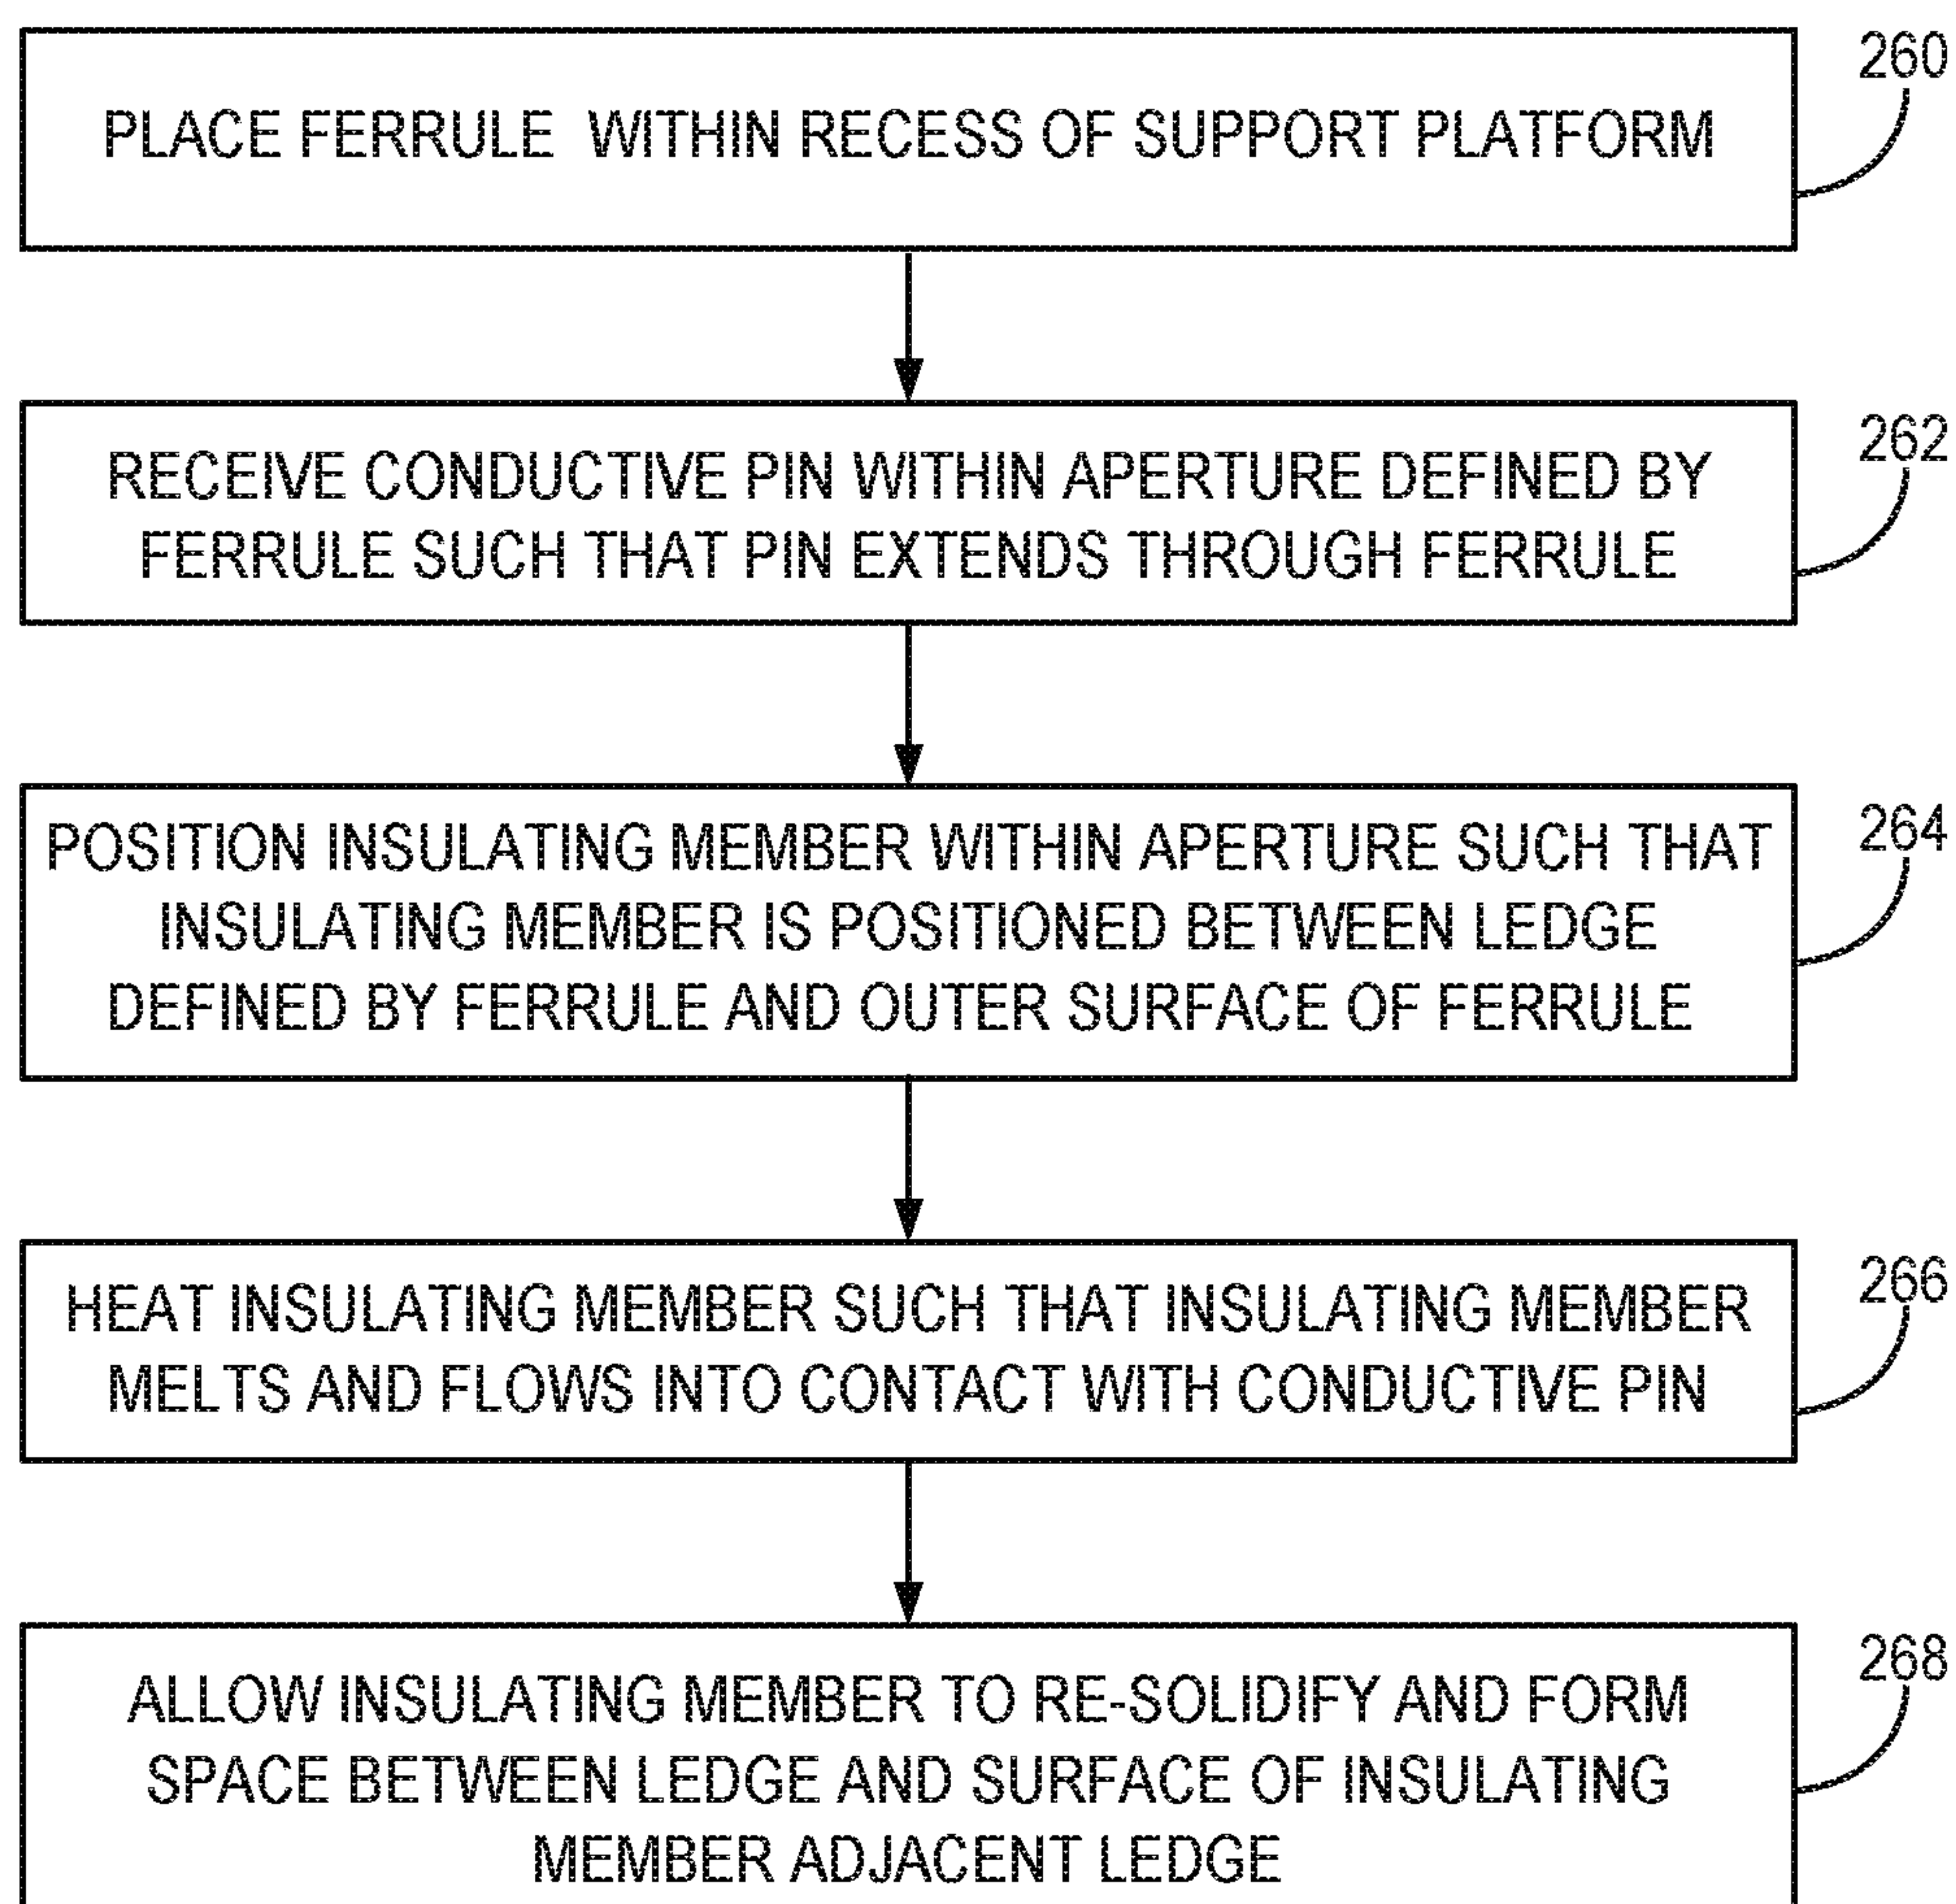 260
PLACE FERRULE WITHIN RECESS OF SUPPORT PLATFORM
262
RECEIVE CONDUCTIVE PIN WITHIN APERTURE DEFINED BY
FERRULE SUCH THAT PIN EXTENDS THROUGH FERRULE
264
POSITION INSULATING MEMBER WITHIN APERTURE SUCH THAT
INSULATING MEMBER IS POSITIONED BETWEEN LEDGE
DEFINED BY FERRULE AND OUTER SURFACE OF FERRULE
266
HEAT INSULATING MEMBER SUCH THAT INSULATING MEMBER
MELTS AND FLOWS INTO CONTACT WITH CONDUCTIVE PIN
268
ALLOW INSULATING MEMBER TO RE-SOLIDIFY AND FORM
SPACE BETWEEN LEDGE AND SURFACE OF INSULATING
MEMBER ADJACENT LEDGE